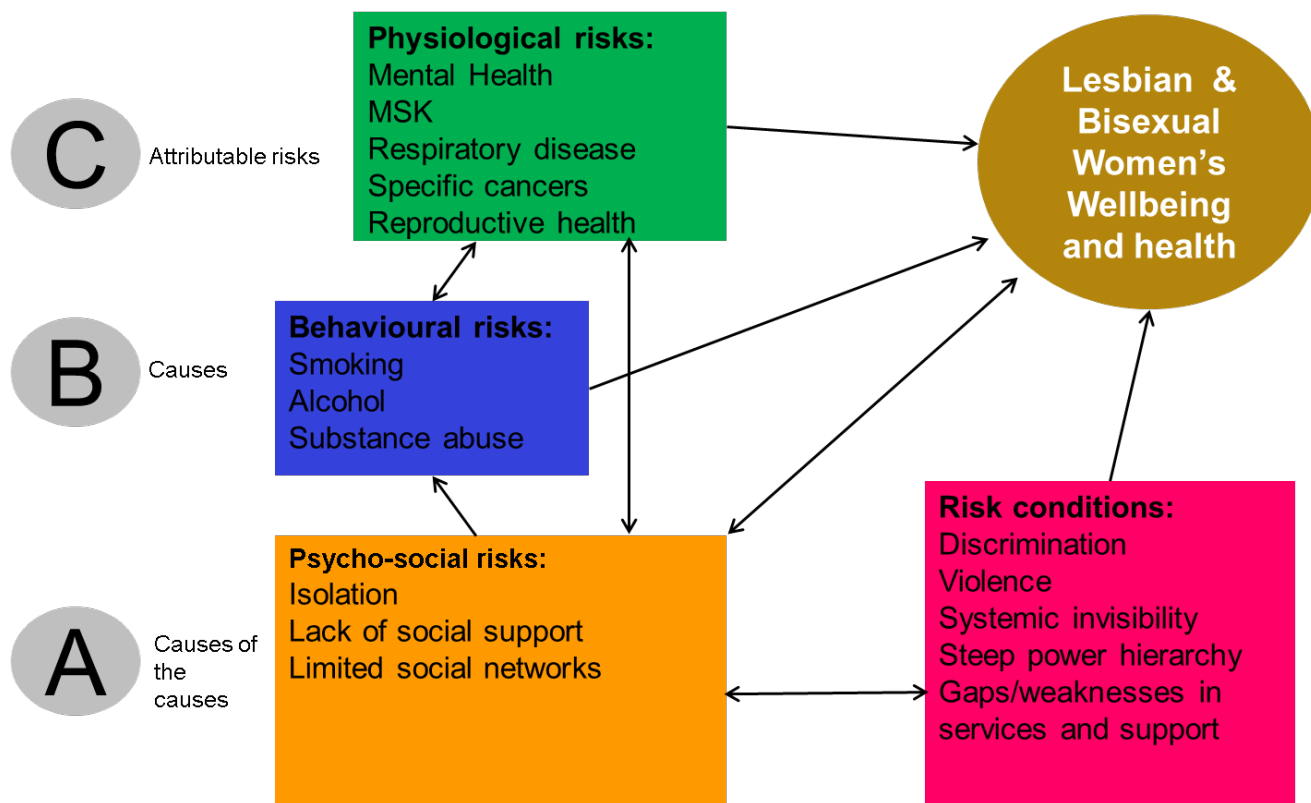 Physiological risks:
Mental Health
MSK
Respiratory disease
Specific cancers
Reproductive health
Lesbian &
Bisexual
Women's
Wellbeing
and health
C
Attributable risks
Behavioural risks:
Smoking
Alcohol
Substance abuse
B
Causes
Psycho-social risks:
Isolation
Lack of social support
Limited social networks
A
Causes of
the
causes
Risk conditions:
Discrimination
Violence
Systemic invisibility
Steep power hierarchy
Gaps/weaknesses in
services and support